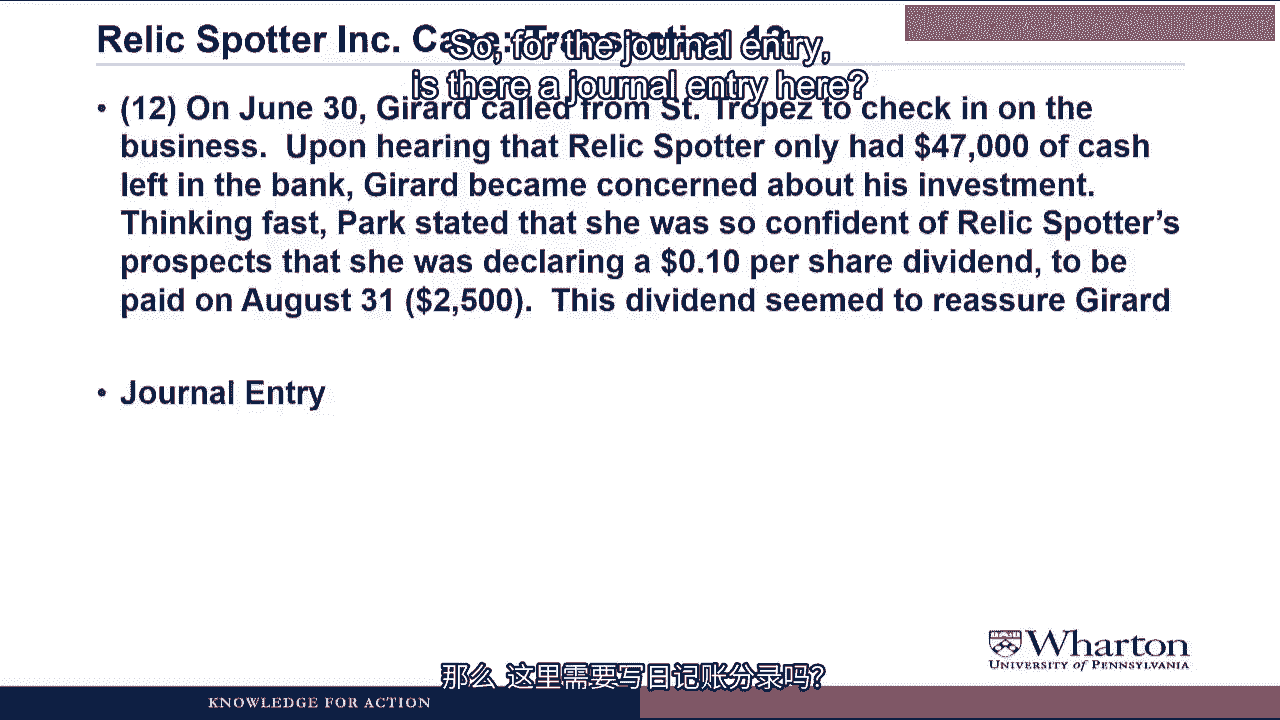 Relic Spotter Inc. Case: Transaction 12
So, for the journal entry,
is there a journal entry here?
• (12) On June 30, Girard called from St. Tropez to check in on the
business. Upon hearing that Relic Spotter only had $47,000 of cash
left in the bank, Girard became concerned about his investment.
Thinking fast, Park stated that she was so confident of Relic Spotter’s
prospects that she was declaring a $0.10 per share dividend, to be
paid on August 31 ($2,500). This dividend seemed to reassure Girard
• Journal Entry
Wharton
UNIVERSITY OF PENNSYLVANIA
那么 这里需要写日记账分录吗?
KNOWLEDGE FOR ACTION